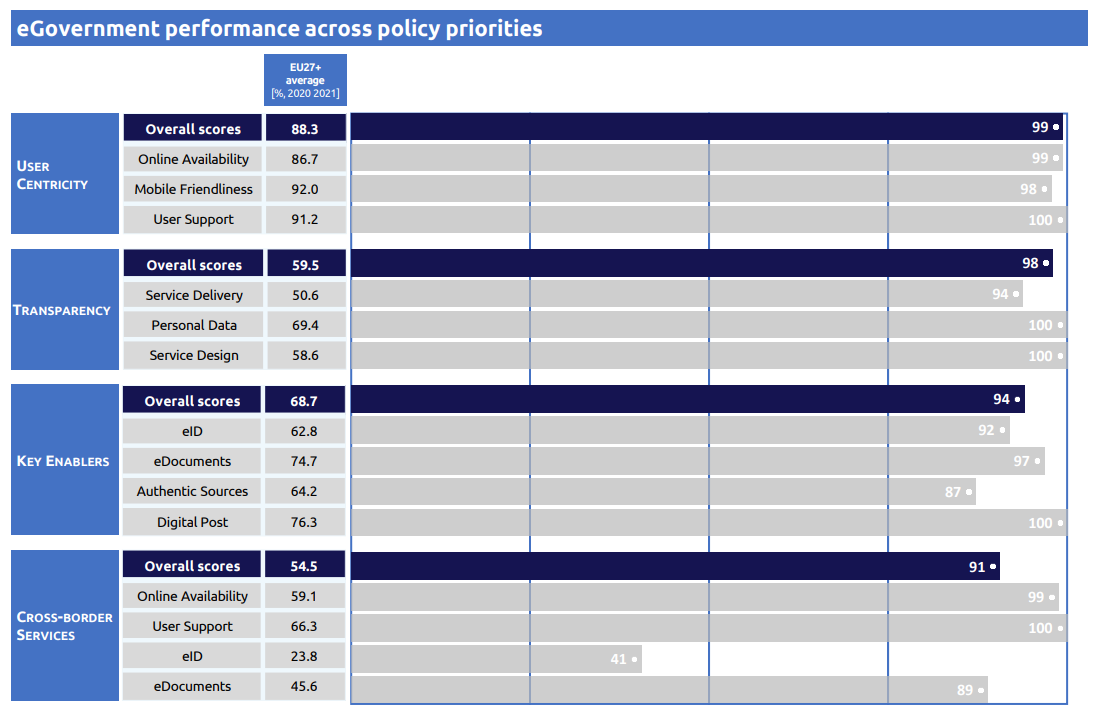 eGovernment performance across policy priorities
EU27+
average
[%, 2020 2021]
USER
CENTRICITY
Overall scores 88.3 99
Online Availability 86.7 99
Mobile Friendliness 92.0 98
User Support 91.2 100
TRANSPARENCY
Overall scores 59.5 98
Service Delivery 50.6 94
Personal Data 69.4 100
Service Design 58.6 100
KEY ENABLERS
Overall scores 68.7 94
eID 62.8 92
eDocuments 74.7 97
Authentic Sources 64.2 87
Digital Post 76.3 100
CROSS-BORDER
SERVICES
Overall scores 54.5 91
Online Availability 59.1 99
User Support 66.3 100
eID 23.8 41
eDocuments 45.6 89